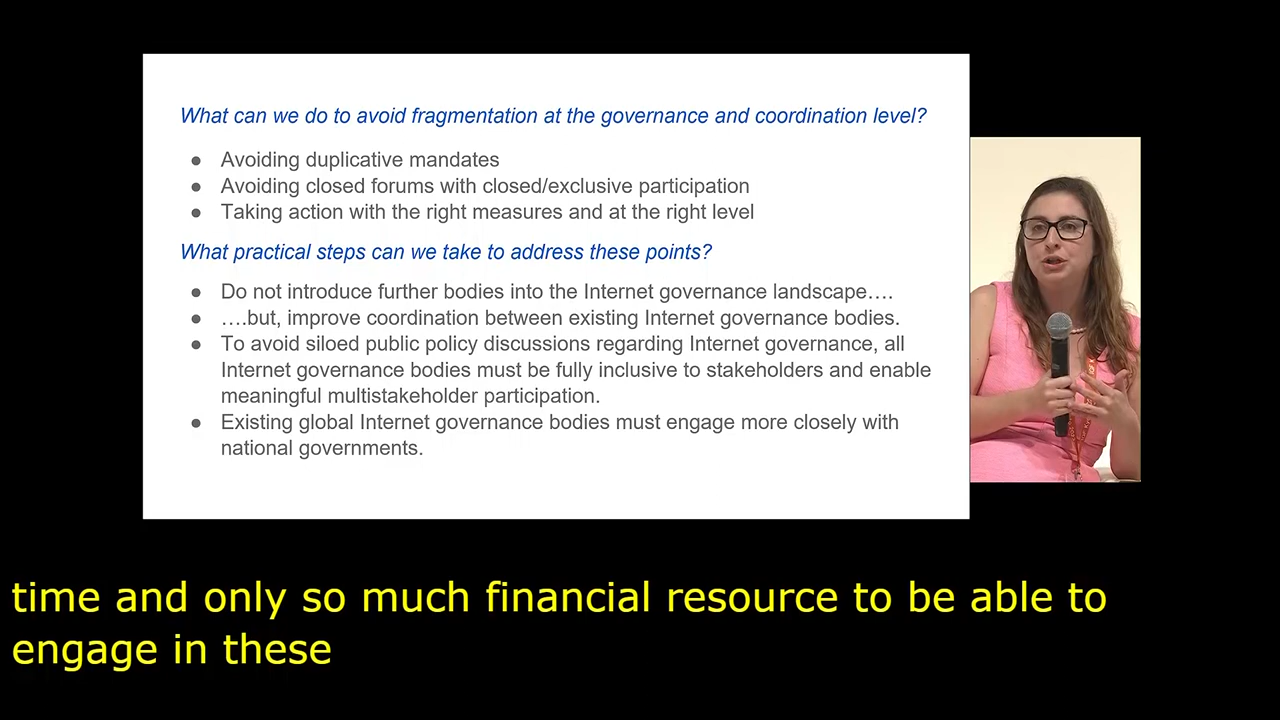 What can we do to avoid fragmentation at the governance and coordination level?
● Avoiding duplicative mandates
● Avoiding closed forums with closed/exclusive participation
● Taking action with the right measures and at the right level
What practical steps can we take to address these points?
● Do not introduce further bodies into the Internet governance landscape….
● ….but, improve coordination between existing Internet governance bodies.
● To avoid siloed public policy discussions regarding Internet governance, all
Internet governance bodies must be fully inclusive to stakeholders and enable
meaningful multistakeholder participation.
● Existing global Internet governance bodies must engage more closely with
national governments.
time and only so much financial resource to be able to
engage in these